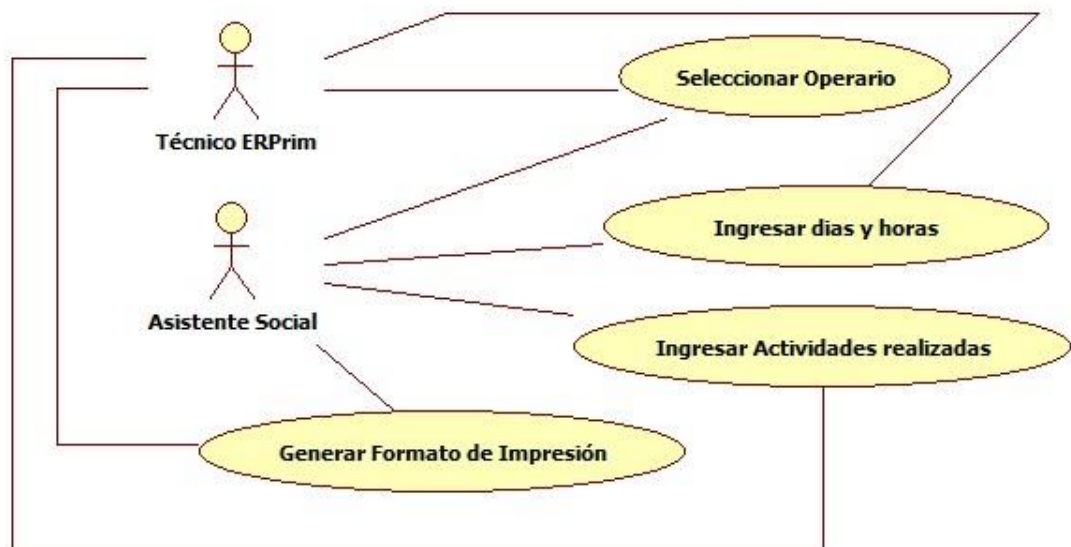 Técnico ERPrim
Seleccionar Operario
Ingresar dias y horas
Asistente Social
Ingresar Actividades realizadas
Generar Formato de Impresión